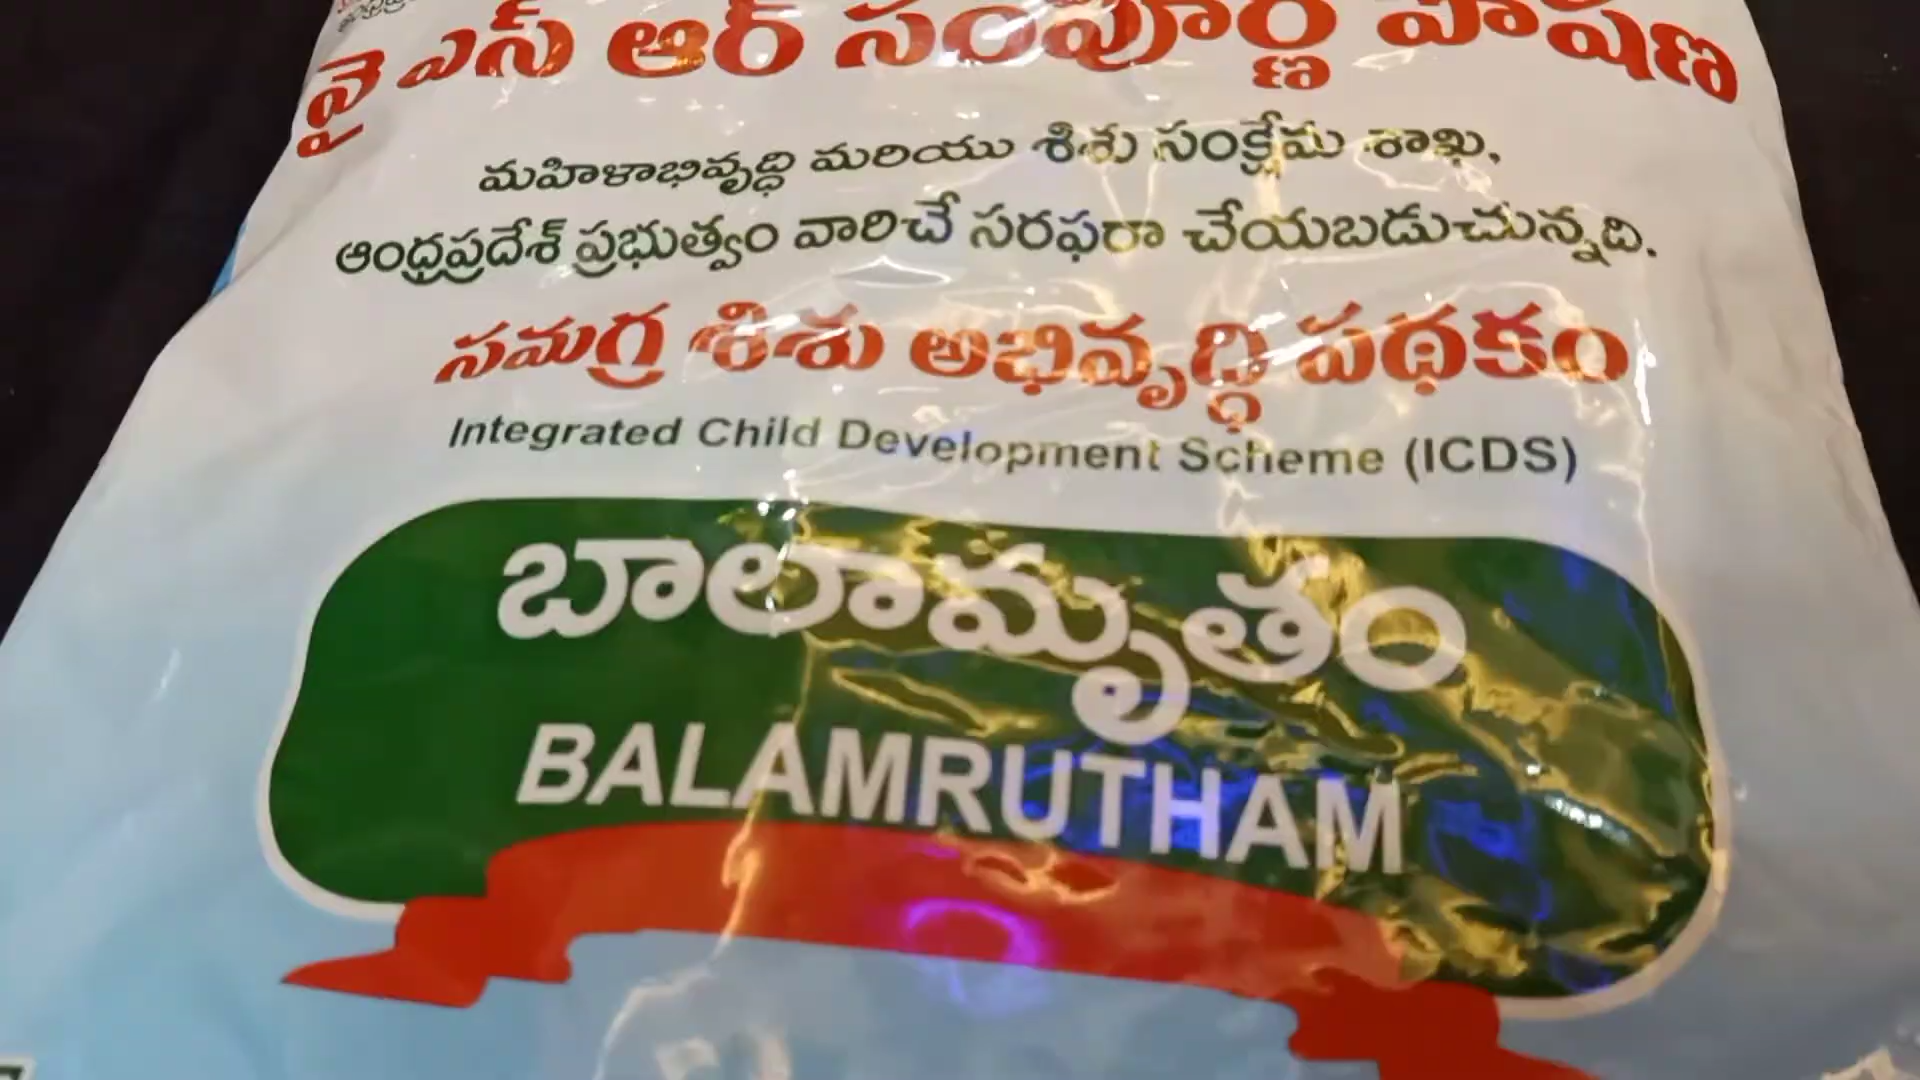 వై ఎస్ ఆర్ సంపూర్ణ పోషణ
మహిళాభివృద్ధి మరియు శిశు సంక్షేమ శాఖ,
ఆంధ్రప్రదేశ్ ప్రభుత్వం వారిచే సరఫరా చేయబడుచున్నది.
సమగ్ర శిశు అభివృద్ధి పథకం
Integrated Child Development Scheme (ICDS)
బాలామృతం
BALAMRUTHAM